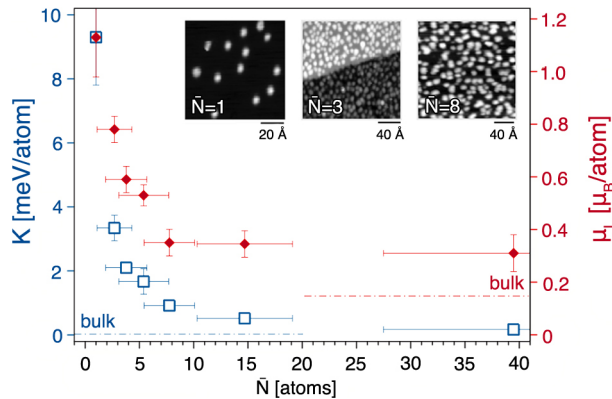 K [meV/atom]
10
8
6
4
2
0
N̄=1
N̄=3
N̄=8
20 Å
40 Å
40 Å
bulk
bulk
1.2
1.0
0.8
0.6
0.4
0.2
0
μL [μB/atom]
0 5 10 15 20 25 30 35 40
N̄ [atoms]